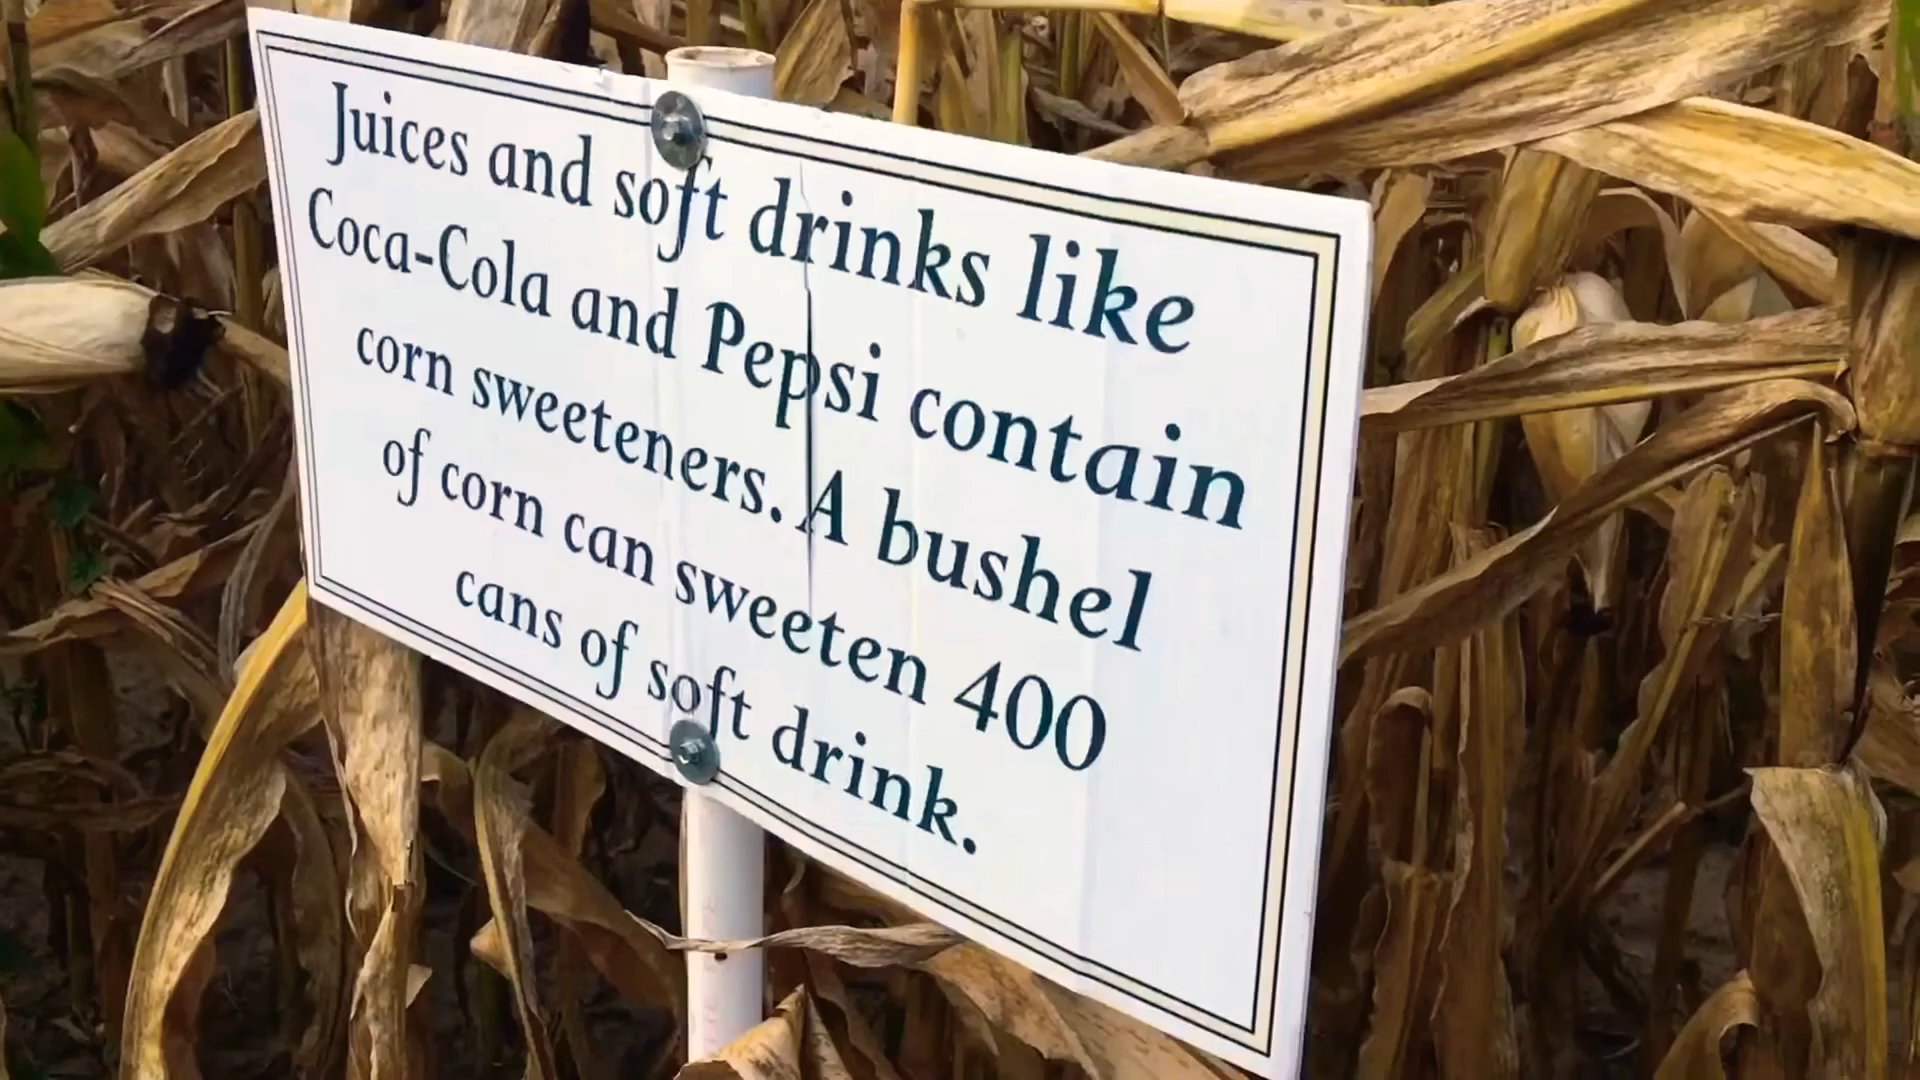 Juices and soft drinks like
Coca-Cola and Pepsi contain
corn sweeteners. A bushel
of corn can sweeten 400
cans of soft drink.